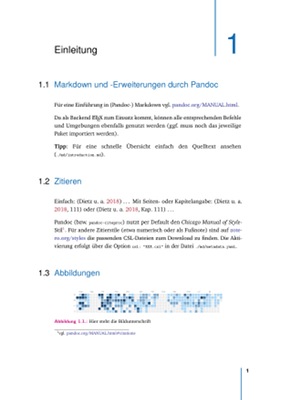 Einleitung
1
1.1 Markdown und -Erweiterungen durch Pandoc
Für eine Einführung in (Pandoc-) Markdown vgl. pandoc.org/MANUAL.html.
Da als Backend LATEX zum Einsatz kommt, können alle entsprechenden Befehle
und Umgebungen ebenfalls genutzt werden (ggf. muss noch das jeweilige
Paket importiert werden).
Tipp: Für eine schnelle Übersicht einfach den Quelltext ansehen
(./md/introduction.md).
1.2 Zitieren
Einfach: (Dietz u. a. 2018) ... Mit Seiten- oder Kapitelangabe: (Dietz u. a.
2018, 111) oder (Dietz u. a. 2018, Kap. 111) ...
Pandoc (bzw. pandoc-citeproc) nutzt per Default den Chicago Manual of Style-
Stil¹. Für andere Zitierstile (etwa numerisch oder als Fußnote) sind auf zote-
ro.org/styles die passenden CSL-Dateien zum Download zu finden. Die Akti-
vierung erfolgt über die Option in der Datei ./md/metadata.yaml.
1.3 Abbildungen
Abbildung 1.1.: Hier steht die Bildunterschrift
¹vgl. pandoc.org/MANUAL.html#citations
1